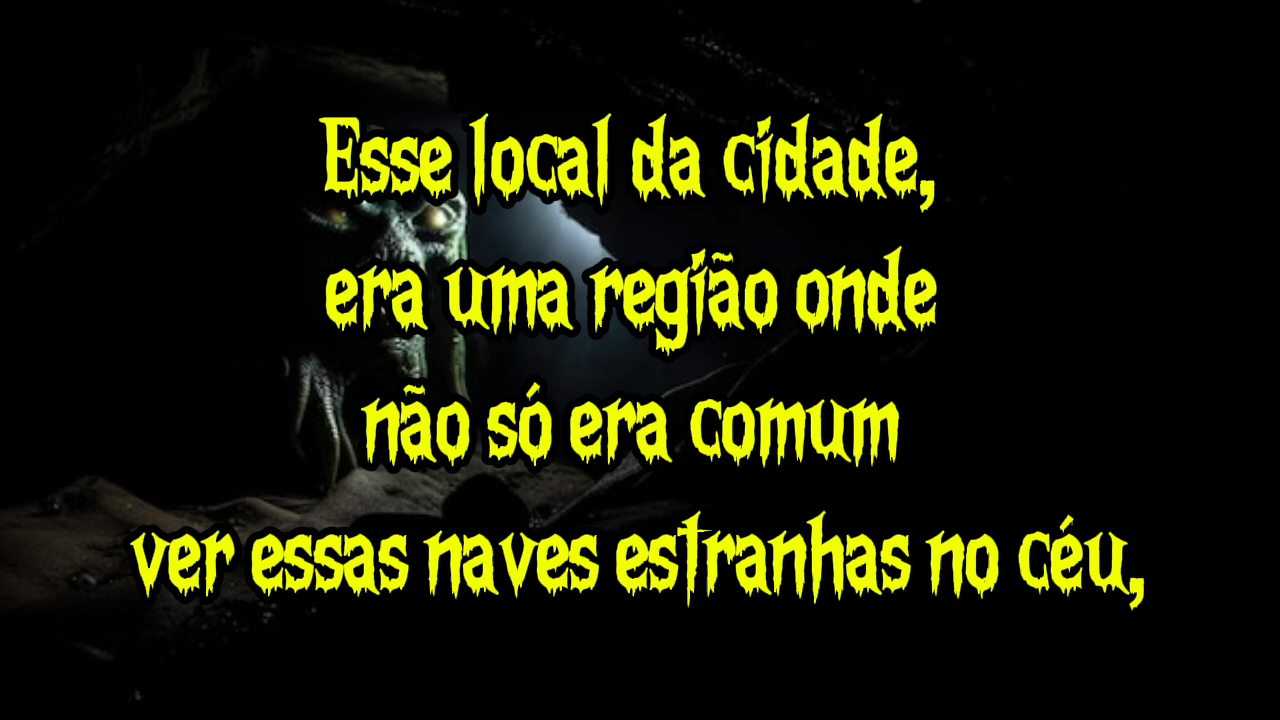 Esse local da cidade,
era uma região onde
não só era comum
ver essas naves estranhas no céu,